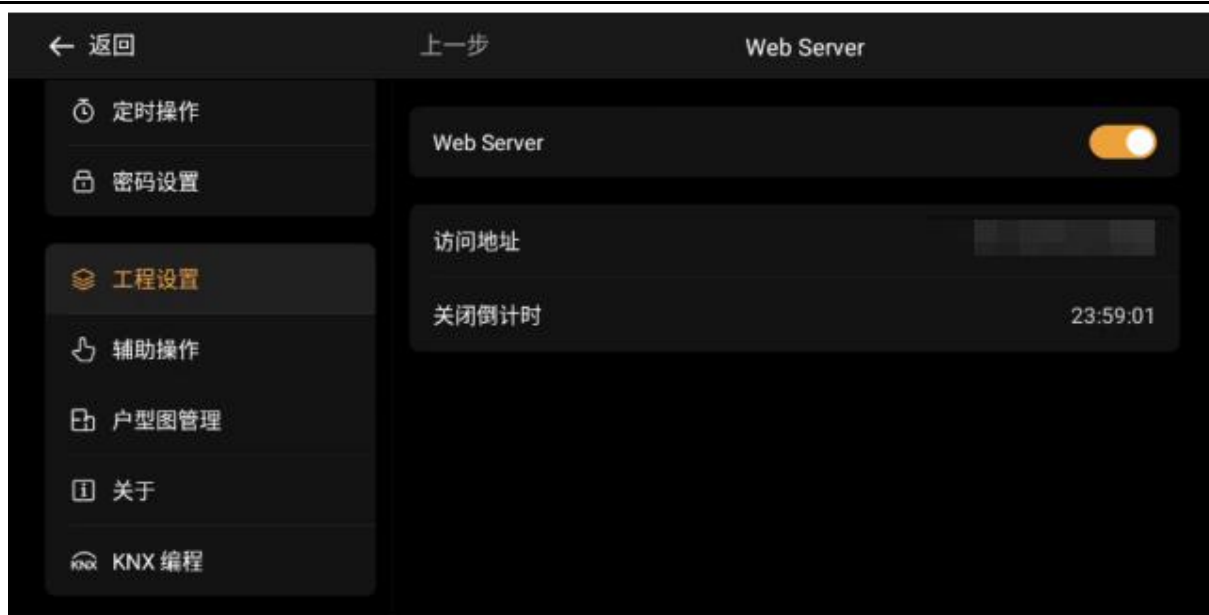 返回
上一步
Web Server
定时操作
密码设置
工程设置
辅助操作
户型图管理
关于
KNX
KNX 编程
Web Server
访问地址
关闭倒计时
23:59:01